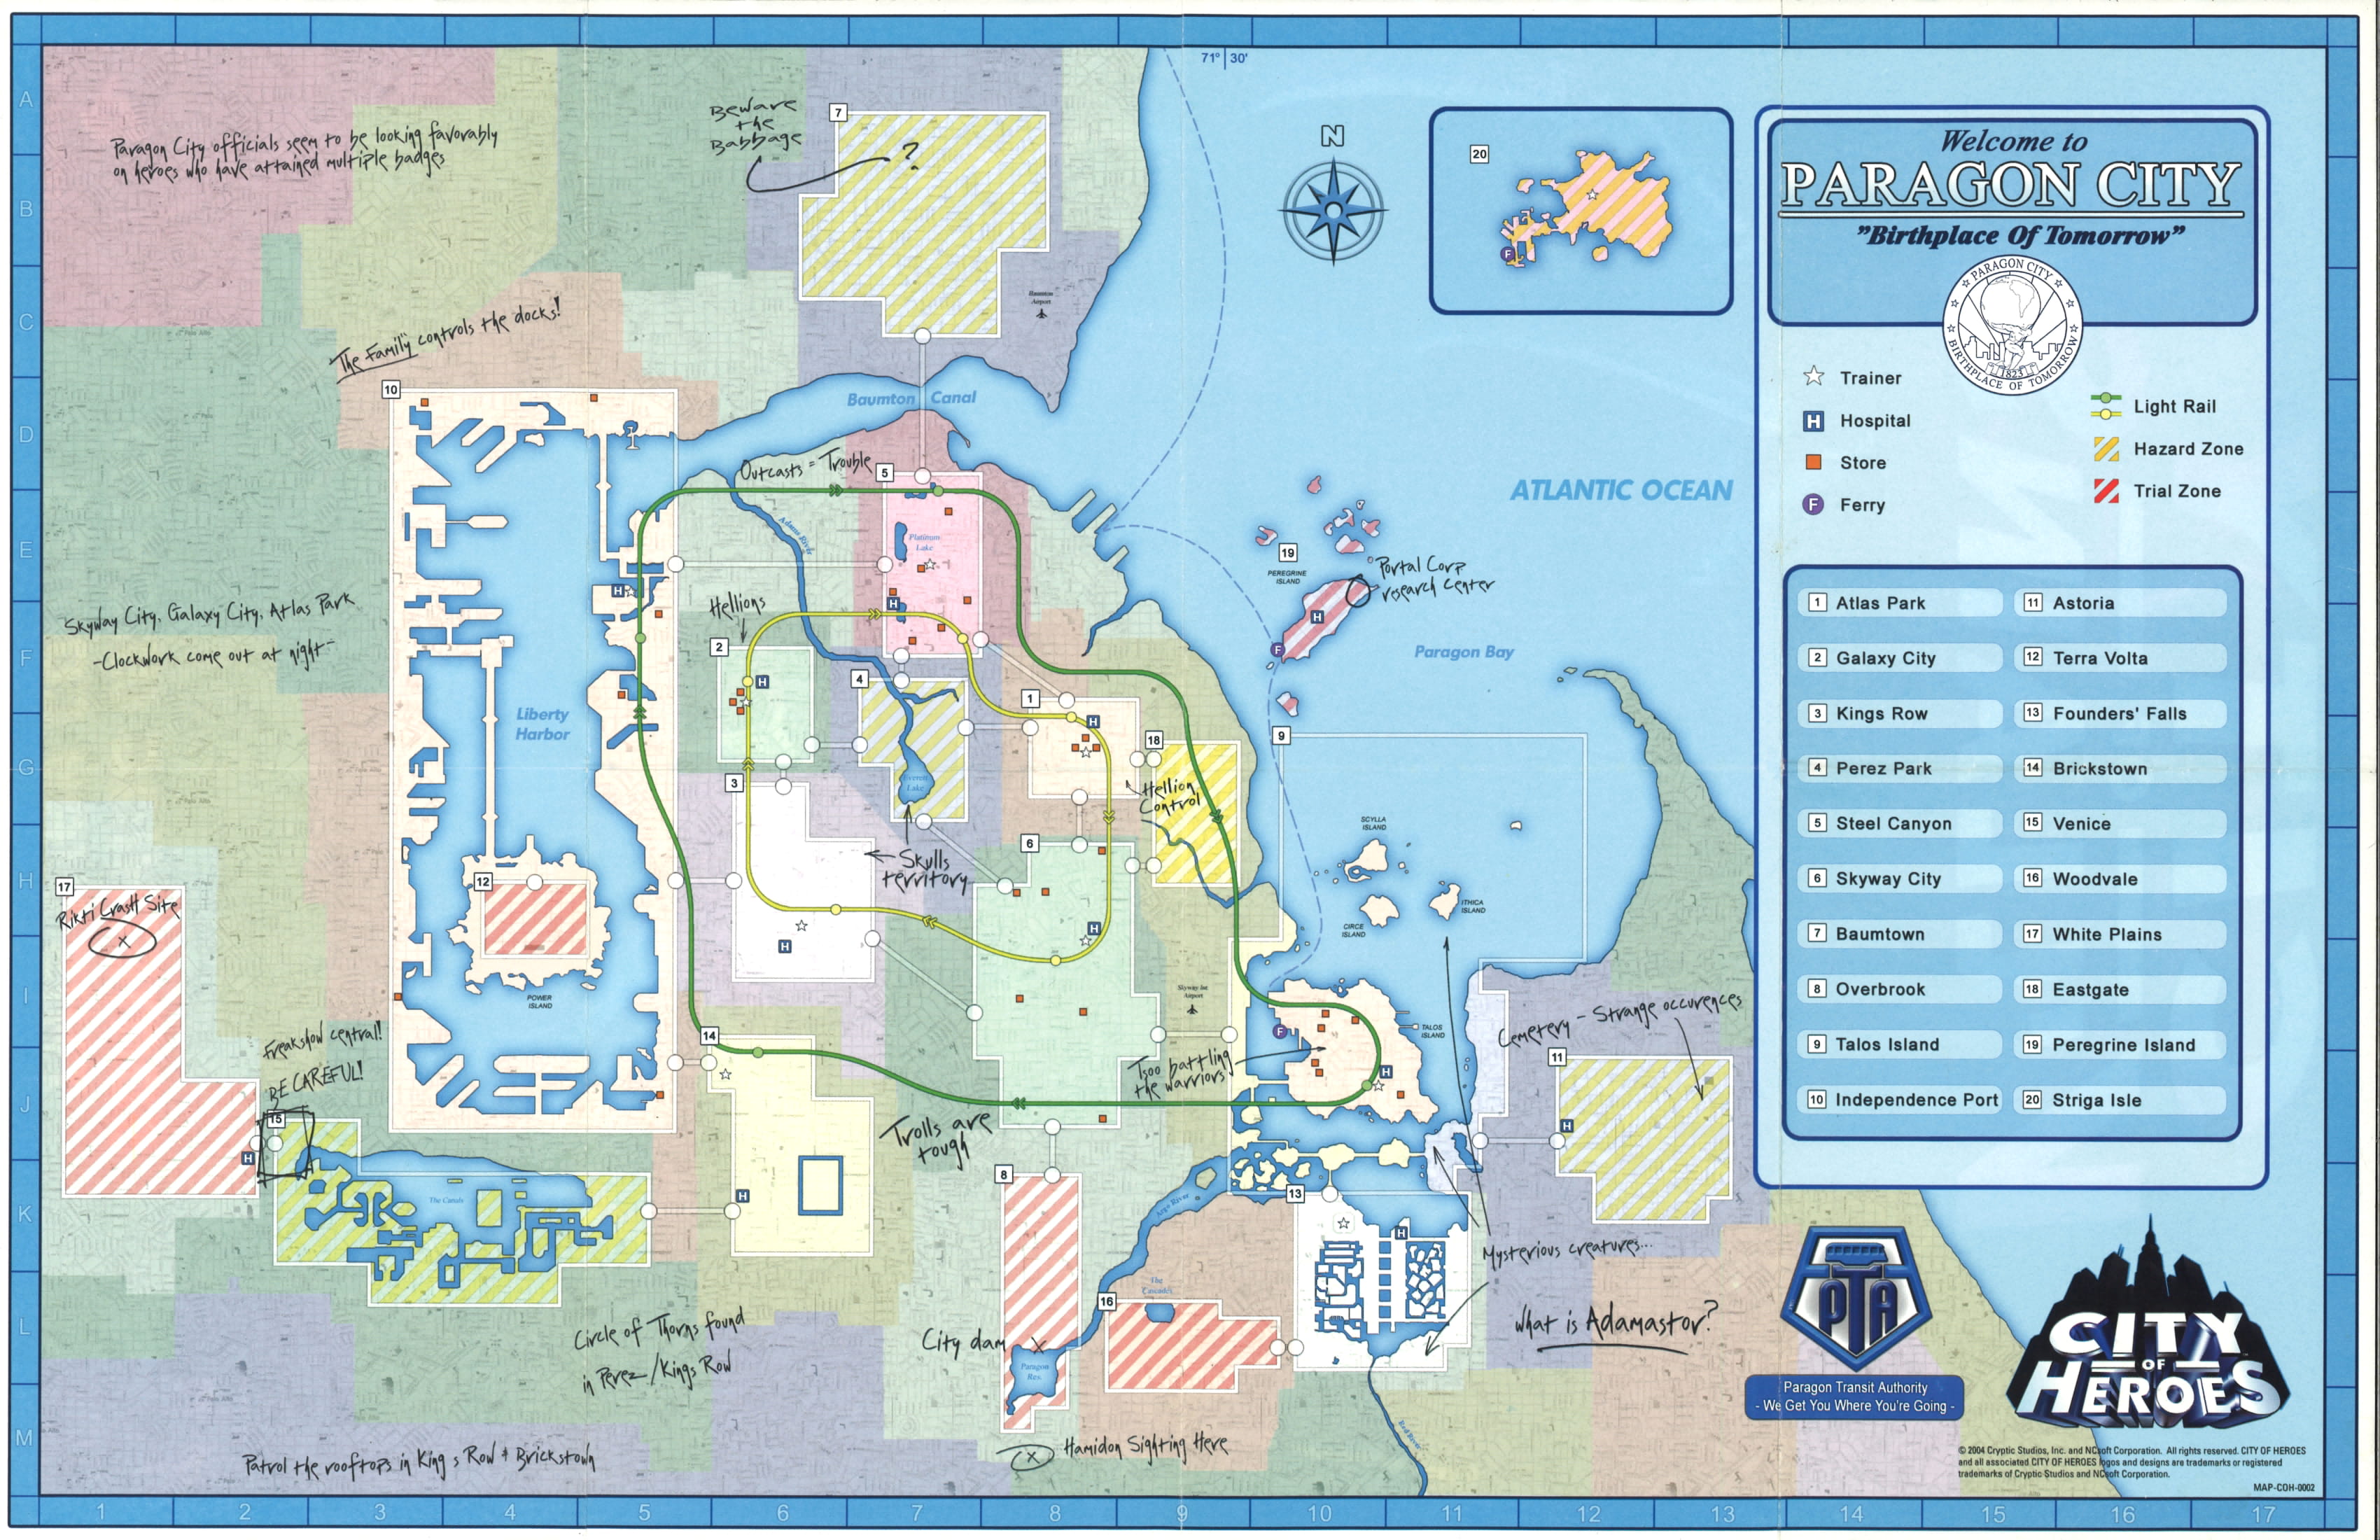 71° 30'
A
B
C
D
E
F
G
H
I
J
K
L
M
Paragon City officials seem to be looking favorably
on heroes who have attained multiple badges
Beware
the
Babbage
?
7
Baumton
Airport
N
20
F
Welcome to
PARAGON CITY
"Birthplace Of Tomorrow"
PARAGON CITY
1823
BIRTHPLACE OF TOMORROW
Trainer
H Hospital
Store
F Ferry
Light Rail
Hazard Zone
Trial Zone
1 Atlas Park
2 Galaxy City
3 Kings Row
4 Perez Park
5 Steel Canyon
6 Skyway City
7 Baumtown
8 Overbrook
9 Talos Island
10 Independence Port
11 Astoria
12 Terra Volta
13 Founders' Falls
14 Brickstown
15 Venice
16 Woodvale
17 White Plains
18 Eastgate
19 Peregrine Island
20 Striga Isle
The Family controls the docks!
10
Baumton Canal
Outcasts = Trouble
5
Adams River
Platinum
Lake
ATLANTIC OCEAN
19
PEREGRINE
ISLAND
Portal Corp
research center
H
F
Paragon Bay
Skyway City, Galaxy City, Atlas Park
-Clockwork come out at night-
H
Hellions
H
2
H
4
1
H
Liberty
Harbor
18
9
3
Everett
Lake
Hellion
Control
6
Skulls
territory
SCYLLA
ISLAND
ITHICA
ISLAND
CIRCE
ISLAND
17
Rikti Crash Site
X
12
H
H
POWER
ISLAND
Skyway Int
Airport
Cemetery - Strange occurences
Freakshow central!
BE CAREFUL!
14
F
TALOS
ISLAND
Tsoo battling
the warriors
H
11
H
15
H
Trolls are
tough
The Canals
H
8
Argo River
13
H
Mysterious creatures...
The
Cascades
16
What is Adamastor?
City dam
X
Paragon
Res.
Circle of Thorns found
in Perez/Kings Row
Red River
X
Hamidon Sighting Here
Patrol the rooftops in King s Row + Brickstown
PTA
Paragon Transit Authority
- We Get You Where You're Going -
CITY
OF
HEROES
© 2004 Cryptic Studios, Inc. and NCsoft Corporation. All rights reserved. CITY OF HEROES
and all associated CITY OF HEROES logos and designs are trademarks or registered
trademarks of Cryptic Studios and NCsoft Corporation.
MAP-COH-0002
1 2 3 4 5 6 7 8 9 10 11 12 13 14 15 16 17